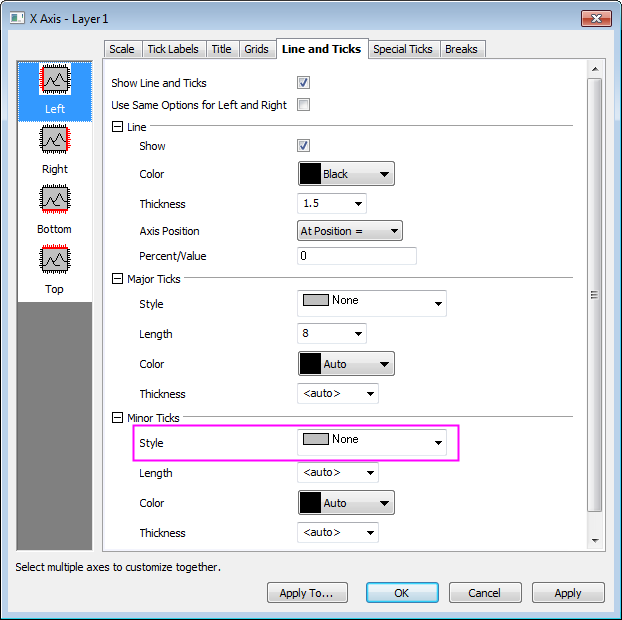 X Axis - Layer1
Scale Tick Labels Title Grids Line and Ticks Special Ticks Breaks
Left
Right
Bottom
Top
Show Line and Ticks
Use Same Options for Left and Right
Line
Show
Color Black
Thickness 1.5
Axis Position At Position =
Percent/Value 0
Major Ticks
Style None
Length 8
Color Auto
Thickness <auto>
Minor Ticks
Style None
Length <auto>
Color Auto
Thickness <auto>
Select multiple axes to customize together.
Apply To... OK Cancel Apply